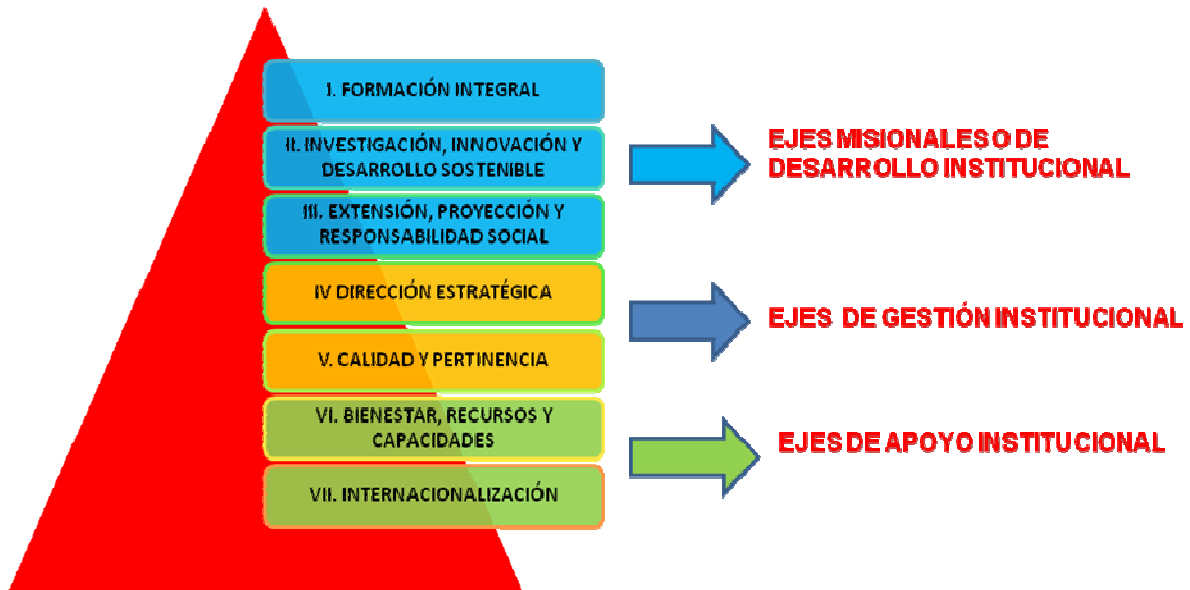 I. FORMACIÓN INTEGRAL
II. INVESTIGACIÓN, INNOVACIÓN Y
DESARROLLO SOSTENIBLE
EJES MISIONALES O DE
DESARROLLO INSTITUCIONAL
III. EXTENSIÓN, PROYECCIÓN Y
RESPONSABILIDAD SOCIAL
IV DIRECCIÓN ESTRATÉGICA
EJES DE GESTIÓN INSTITUCIONAL
V. CALIDAD Y PERTINENCIA
VI. BIENESTAR, RECURSOS Y
CAPACIDADES
EJES DE APOYO INSTITUCIONAL
VII. INTERNACIONALIZACIÓN